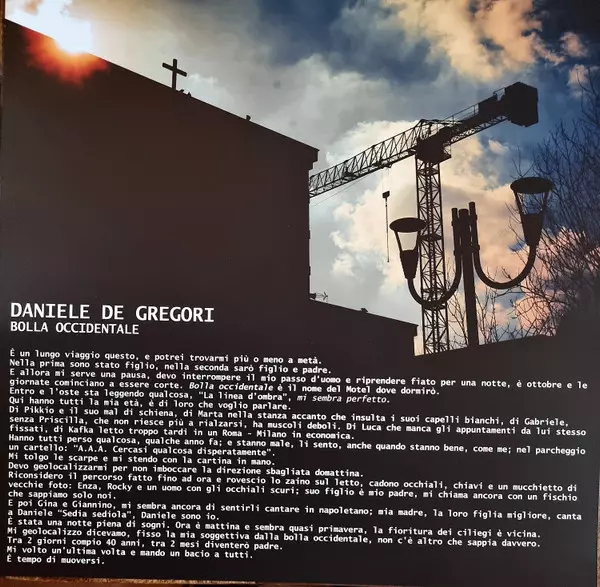 DANIELE DE GREGORI
BOLLA OCCIDENTALE
È un lungo viaggio questo, e potrei trovarmi più o meno a metà.
Nella prima sono stato figlio, nella seconda sarò figlio e padre.
E allora mi serve una pausa, devo interrompere il mio passo d'uomo e riprendere fiato per una notte, è ottobre e le
giornate cominciano a essere corte. Bolla occidentale è il nome del Motel dove dormirò.
Entro e l'oste sta leggendo qualcosa, "La linea d'ombra", mi sembra perfetto.
Qui hanno tutti la mia età, è di loro che voglio parlare.
Di Pikkio e il suo mal di schiena, di Marta nella stanza accanto che insulta i suoi capelli bianchi, di Gabriele,
senza Priscilla, che non riesce più a rialzarsi, ha muscoli deboli. Di Luca che manca gli appuntamenti da lui stesso
fissati, di Kafka letto troppo tardi in un Roma - Milano in economica.
Hanno tutti perso qualcosa, qualche anno fa; e stanno male, li sento, anche quando stanno bene, come me; nel parcheggio
un cartello: "A.A.A. Cercasi qualcosa disperatamente".
Mi tolgo le scarpe e mi stendo con la cartina in mano.
Devo geolocalizzarmi per non imboccare la direzione sbagliata domattina.
Riconsidero il percorso fatto fino ad ora e rovescio lo zaino sul letto, cadono occhiali, chiavi e un mucchietto di
vecchie foto: Enza, Rocky e un uomo con gli occhiali scuri; suo figlio è mio padre, mi chiama ancora con un fischio
che sappiamo solo noi.
E poi Gina e Giannino, mi sembra ancora di sentirli cantare in napoletano; mia madre, la loro figlia migliore, canta
a Daniele "Sedia sediola", Daniele sono io.
È stata una notte piena di sogni. Ora è mattina e sembra quasi primavera, la fioritura dei ciliegi è vicina.
Mi geolocalizzo dicevamo, fisso la mia soggettiva dalla bolla occidentale, non c'è altro che sappia davvero.
Tra 2 giorni compio 40 anni, tra 2 mesi diventerò padre.
Mi volto un'ultima volta e mando un bacio a tutti.
È tempo di muoversi.